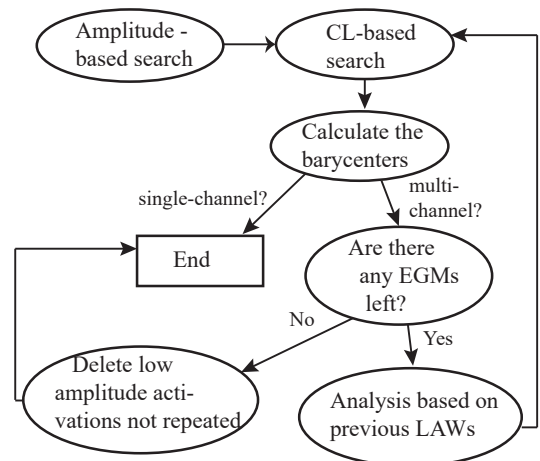 Amplitude -
based search
CL-based
search
Calculate the
barycenters
single-channel?
multi-
channel?
End
Are there
any EGMs
left?
No
Yes
Delete low
amplitude acti-
vations not repeated
Analysis based on
previous LAWs